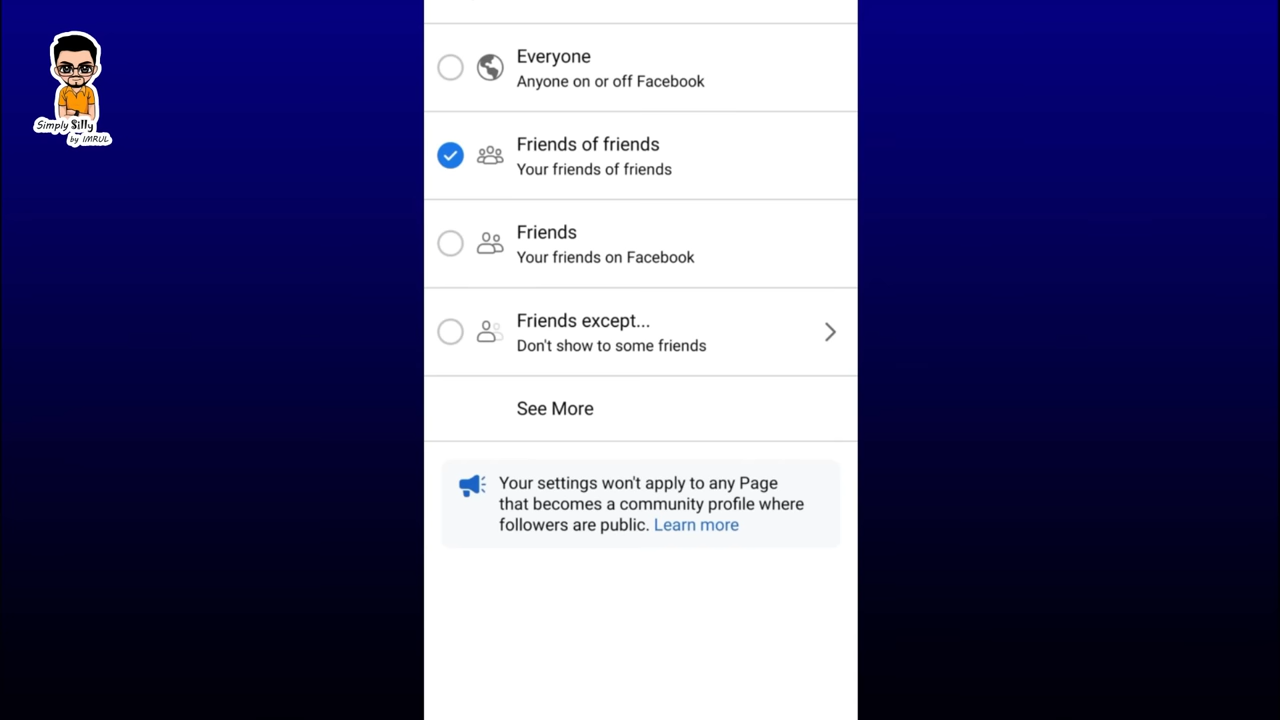 Everyone
Anyone on or off Facebook
Friends of friends
Your friends of friends
Friends
Your friends on Facebook
Friends except...
Don't show to some friends
See More
Your settings won't apply to any Page
that becomes a community profile where
followers are public. Learn more
Simply Silly
by IMRUL